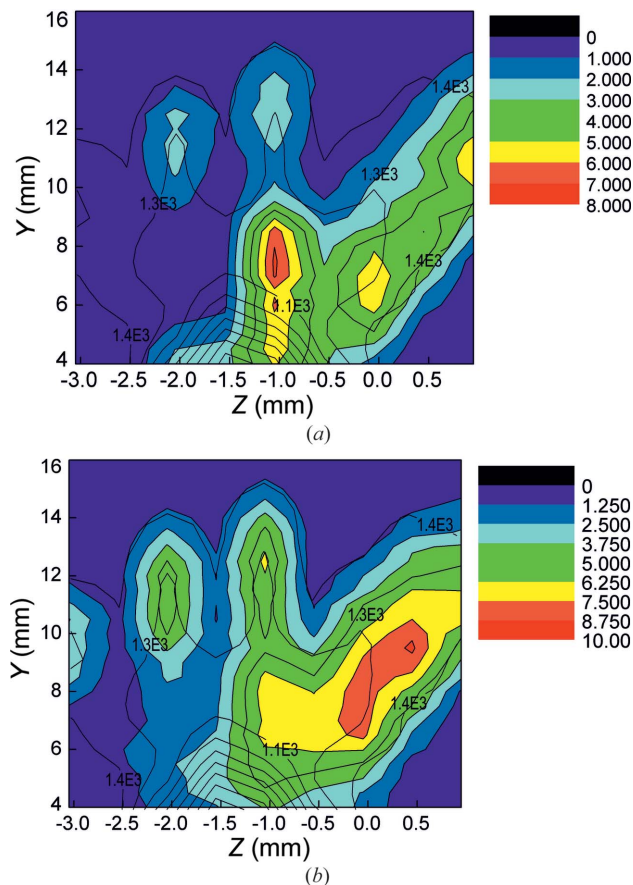 16
14
12
10
8
6
4
Y (mm)
-3.0 -2.5 -2.0 -1.5 -1.0 -0.5 0.0 0.5
Z (mm)
1.4E3
1.3E3
1.3E3
1.4E3
1.1E3
1.4E3
0
1.000
2.000
3.000
4.000
5.000
6.000
7.000
8.000
(a)
16
14
12
10
8
6
4
Y (mm)
-3.0 -2.5 -2.0 -1.5 -1.0 -0.5 0.0 0.5
Z (mm)
1.4E3
1.3E3
1.3E3
1.4E3
1.1E3
1.4E3
0
1.250
2.500
3.750
5.000
6.250
7.500
8.750
10.00
(b)